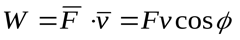 W = F̅ · v̅ = Fv cos ϕ